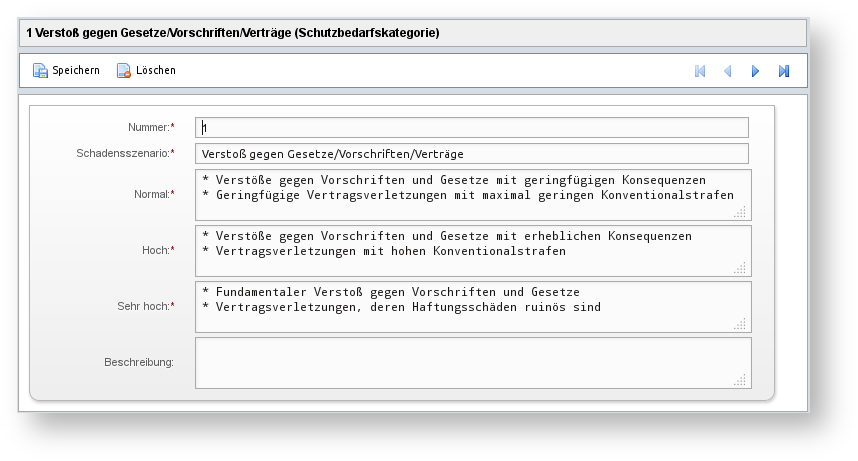 1 Verstoß gegen Gesetze/Vorschriften/Verträge (Schutzbedarfskategorie)
Speichern Löschen
Nummer:* 1
Schadensszenario:* Verstoß gegen Gesetze/Vorschriften/Verträge
* Verstöße gegen Vorschriften und Gesetze mit geringfügigen Konsequenzen
Normal:* * Geringfügige Vertragsverletzungen mit maximal geringen Konventionalstrafen
* Verstöße gegen Vorschriften und Gesetze mit erheblichen Konsequenzen
Hoch:* * Vertragsverletzungen mit hohen Konventionalstrafen
* Fundamentaler Verstoß gegen Vorschriften und Gesetze
Sehr hoch:* * Vertragsverletzungen, deren Haftungsschäden ruinös sind
Beschreibung: